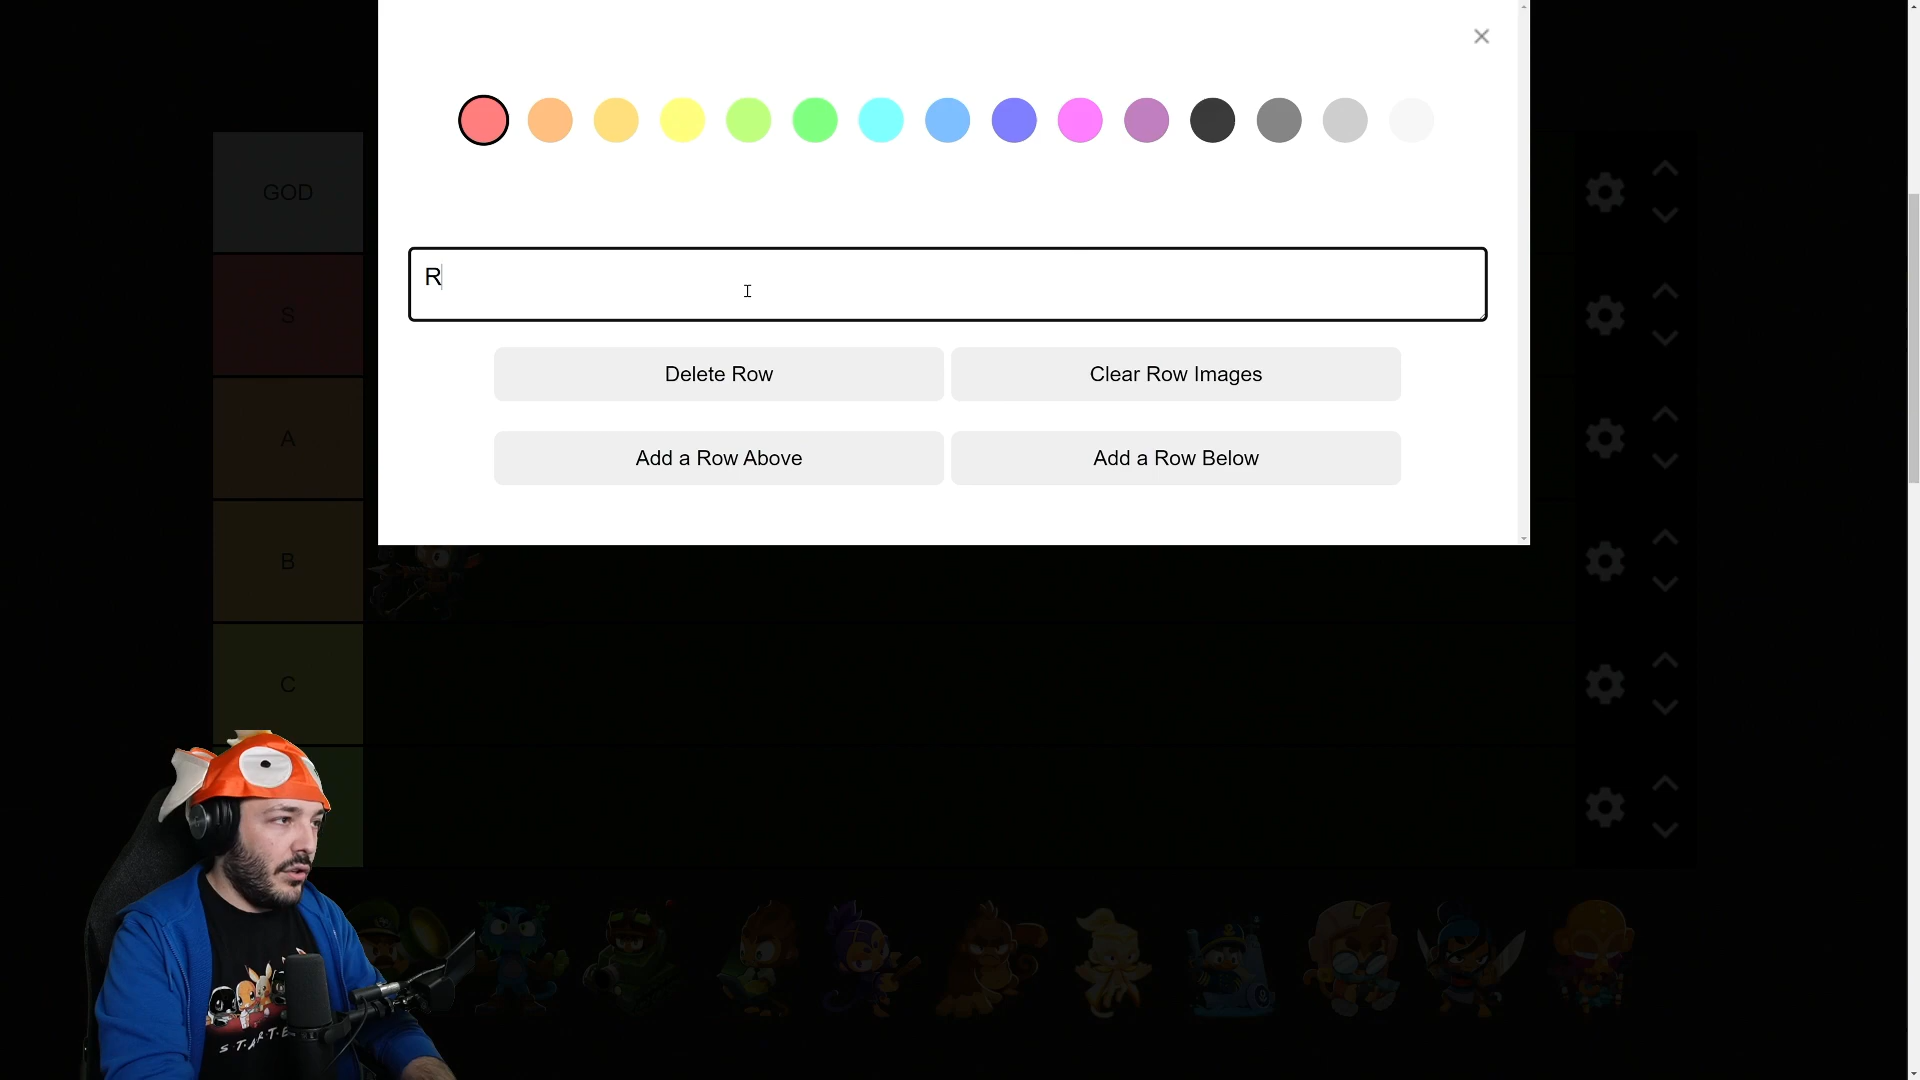 GOD
S
A
B
C
R
Delete Row
Clear Row Images
Add a Row Above
Add a Row Below